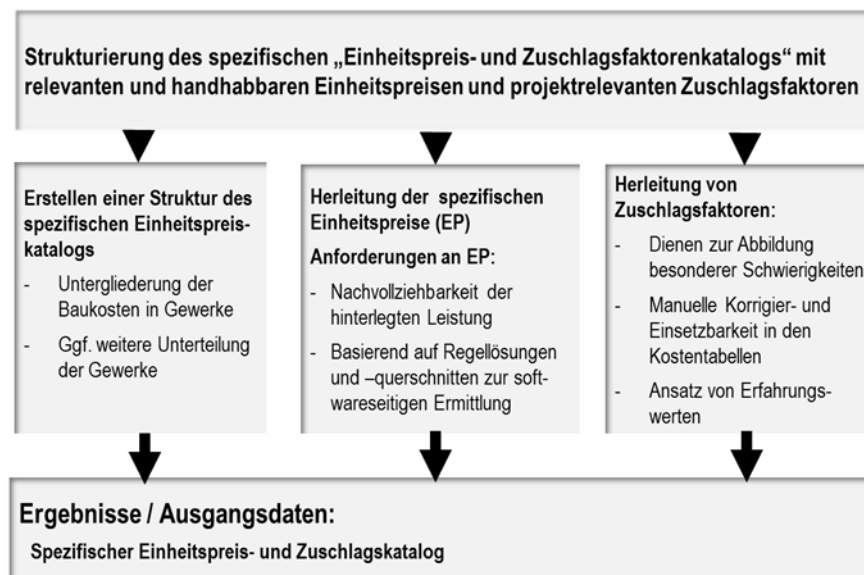 Strukturierung des spezifischen „Einheitspreis- und Zuschlagsfaktorenkatalogs“ mit
relevanten und handhabbaren Einheitspreisen und projektrelevanten Zuschlagsfaktoren
Erstellen einer Struktur des
spezifischen Einheitspreis-
katalogs
- Untergliederung der
Baukosten in Gewerke
- Ggf. weitere Unterteilung
der Gewerke
Herleitung der spezifischen
Einheitspreise (EP)
Anforderungen an EP:
- Nachvollziehbarkeit der
hinterlegten Leistung
- Basierend auf Regellösungen
und –querschnitten zur soft-
wareseitigen Ermittlung
Herleitung von
Zuschlagsfaktoren:
- Dienen zur Abbildung
besonderer Schwierigkeiten
- Manuelle Korrigier- und
Einsetzbarkeit in den
Kostentabellen
- Ansatz von Erfahrungs-
werten
Ergebnisse / Ausgangsdaten:
Spezifischer Einheitspreis- und Zuschlagskatalog